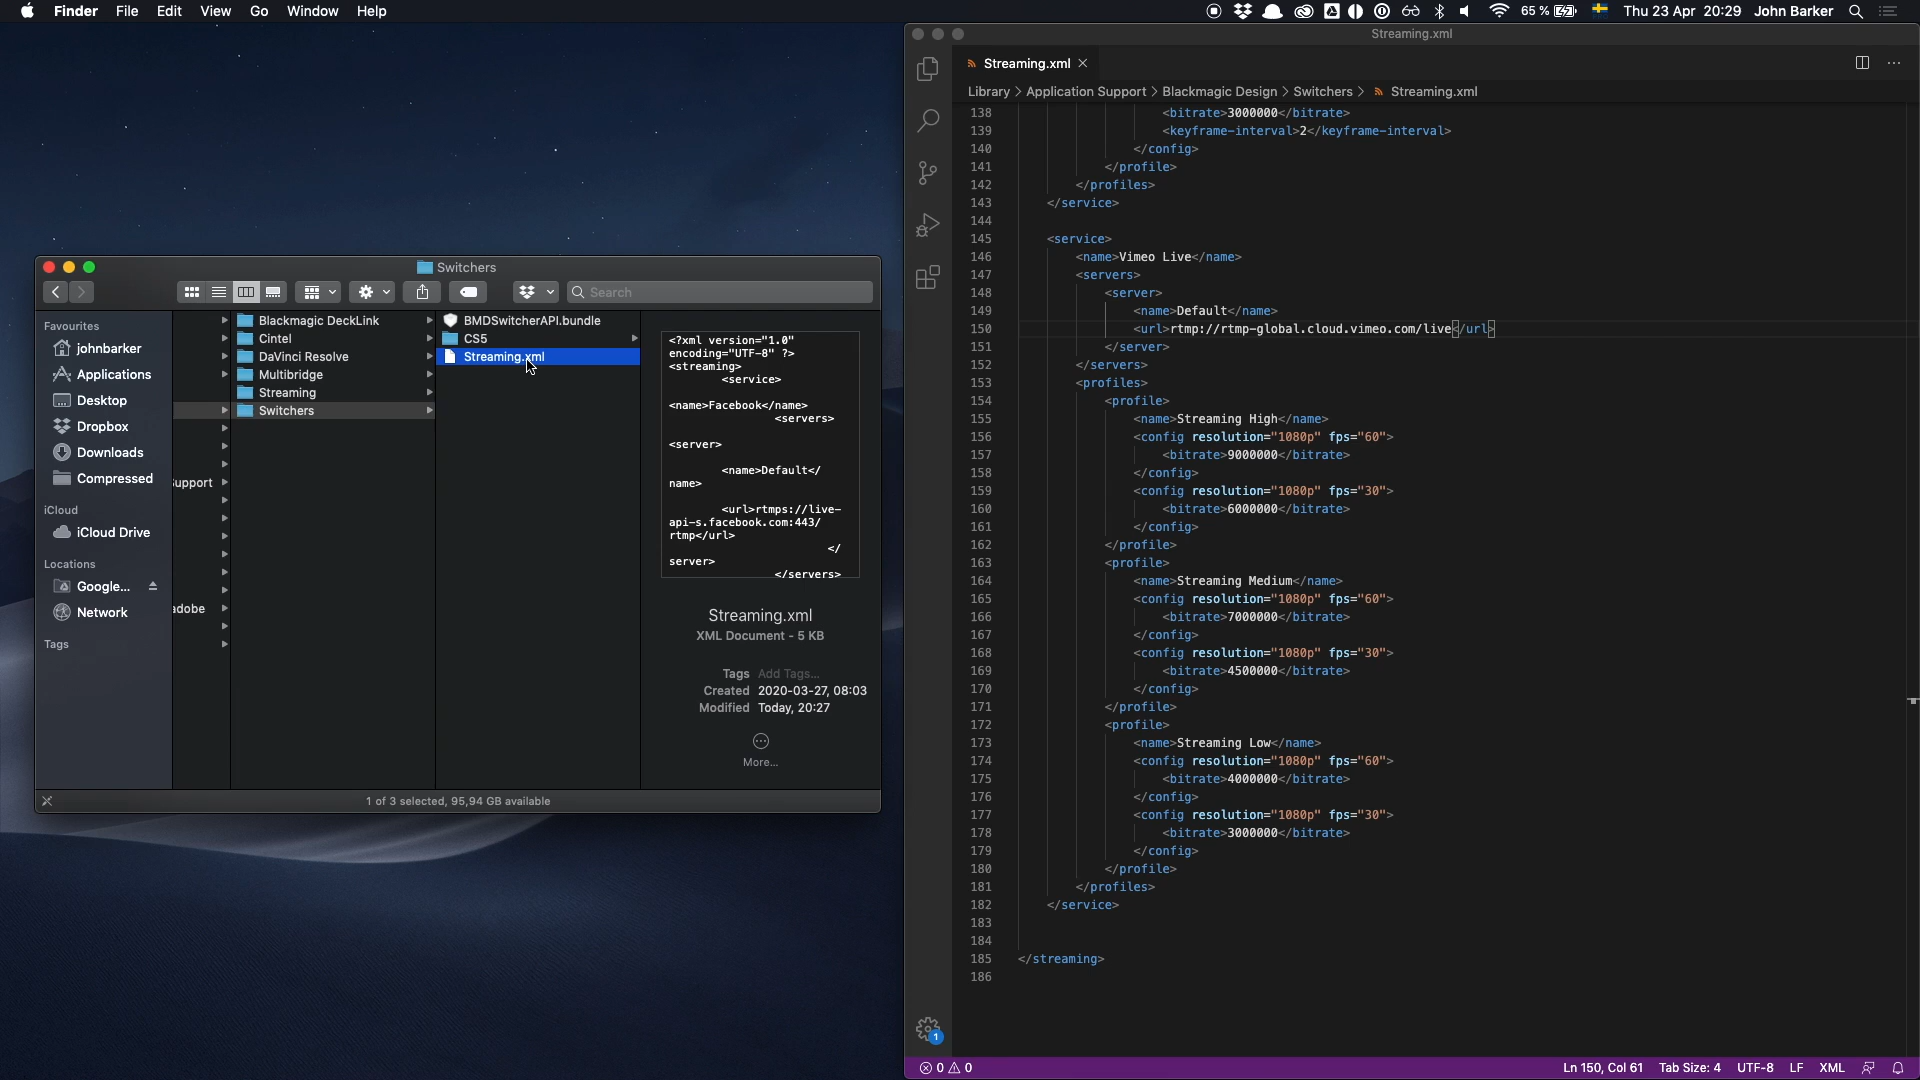 Finder File Edit View Go Window Help
65 % Thu 23 Apr 20:29 John Barker
Switchers
Search
Favourites
johnbarker
Applications
Desktop
Dropbox
Downloads
Compressed
iCloud
iCloud Drive
Locations
Google...
Network
Tags
upport
adobe
Blackmagic DeckLink
Cintel
DaVinci Resolve
Multibridge
Streaming
Switchers
BMDSwitcherAPI.bundle
CS5
Streaming.xml
<?xml version="1.0"
encoding="UTF-8" ?>
<streaming>
<service>
<name>Facebook</name>
<servers>
<server>
<name>Default</
name>
<url>rtmps://live-
api-s.facebook.com:443/
rtmp</url>
</
server>
</servers>
Streaming.xml
XML Document - 5 KB
Tags Add Tags...
Created 2020-03-27, 08:03
Modified Today, 20:27
More...
1 of 3 selected, 95,94 GB available
Streaming.xml
Streaming.xml
Library > Application Support > Blackmagic Design > Switchers > Streaming.xml
138 <bitrate>3000000</bitrate>
139 <keyframe-interval>2</keyframe-interval>
140 </config>
141 </profile>
142 </profiles>
143 </service>
144
145 <service>
146 <name>Vimeo Live</name>
147 <servers>
148 <server>
149 <name>Default</name>
150 <url>rtmp://rtmp-global.cloud.vimeo.com/live</url>
151 </server>
152 </servers>
153 <profiles>
154 <profile>
155 <name>Streaming High</name>
156 <config resolution="1080p" fps="60">
157 <bitrate>9000000</bitrate>
158 </config>
159 <config resolution="1080p" fps="30">
160 <bitrate>6000000</bitrate>
161 </config>
162 </profile>
163 <profile>
164 <name>Streaming Medium</name>
165 <config resolution="1080p" fps="60">
166 <bitrate>7000000</bitrate>
167 </config>
168 <config resolution="1080p" fps="30">
169 <bitrate>4500000</bitrate>
170 </config>
171 </profile>
172 <profile>
173 <name>Streaming Low</name>
174 <config resolution="1080p" fps="60">
175 <bitrate>4000000</bitrate>
176 </config>
177 <config resolution="1080p" fps="30">
178 <bitrate>3000000</bitrate>
179 </config>
180 </profile>
181 </profiles>
182 </service>
183
184
185 </streaming>
186
1
0 0
Ln 150, Col 61 Tab Size: 4 UTF-8 LF XML